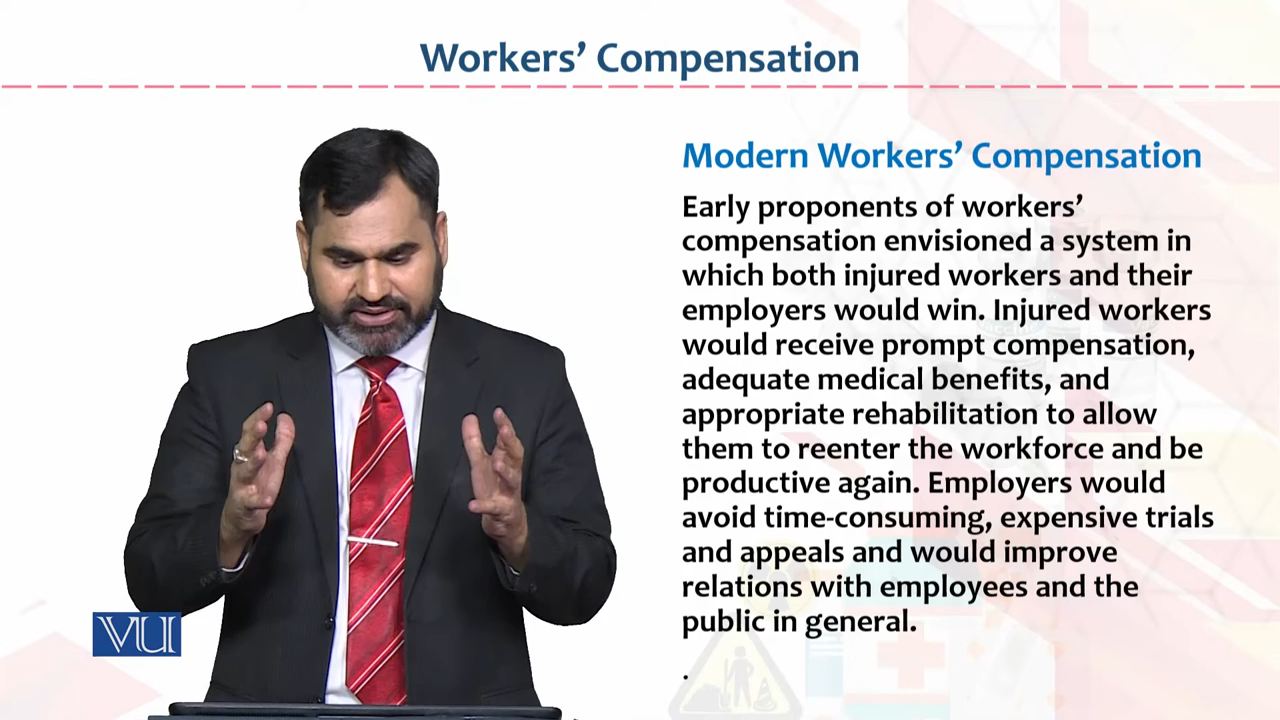 Workers’ Compensation
Modern Workers’ Compensation
Early proponents of workers’
compensation envisioned a system in
which both injured workers and their
employers would win. Injured workers
would receive prompt compensation,
adequate medical benefits, and
appropriate rehabilitation to allow
them to reenter the workforce and be
productive again. Employers would
avoid time-consuming, expensive trials
and appeals and would improve
relations with employees and the
public in general.
.
VU